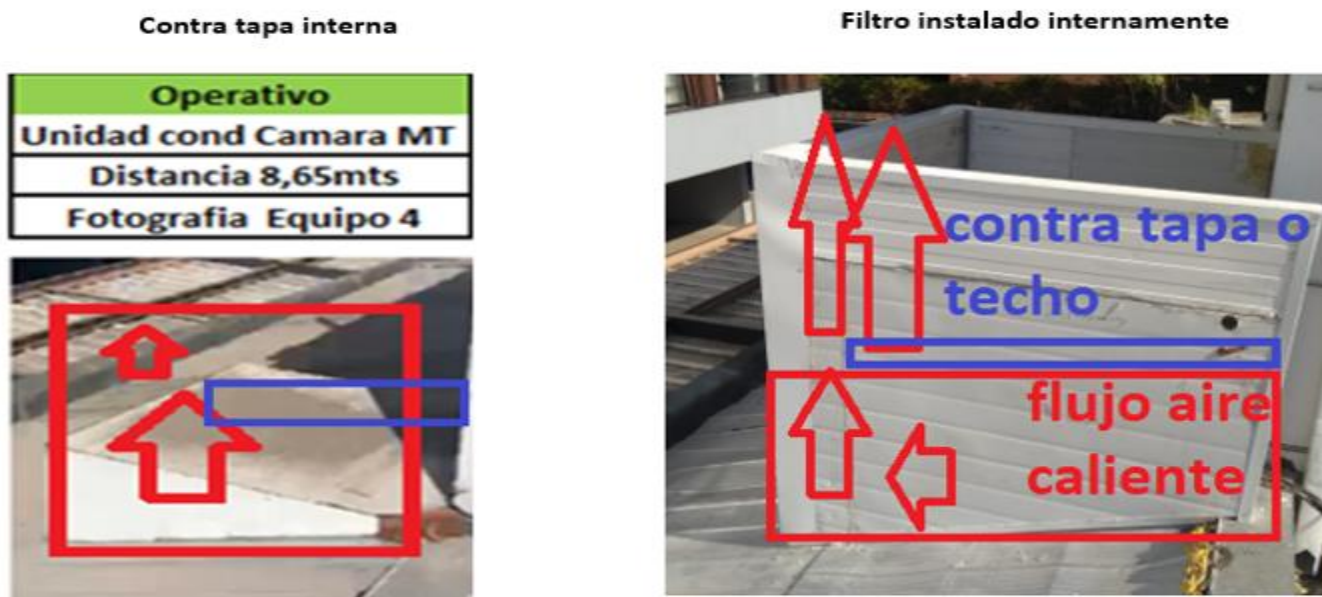 Contra tapa interna
Filtro instalado internamente
Operativo
Unidad cond Camara MT
Distancia 8,65mts
Fotografia Equipo 4
contra tapa o
techo
flujo aire
caliente